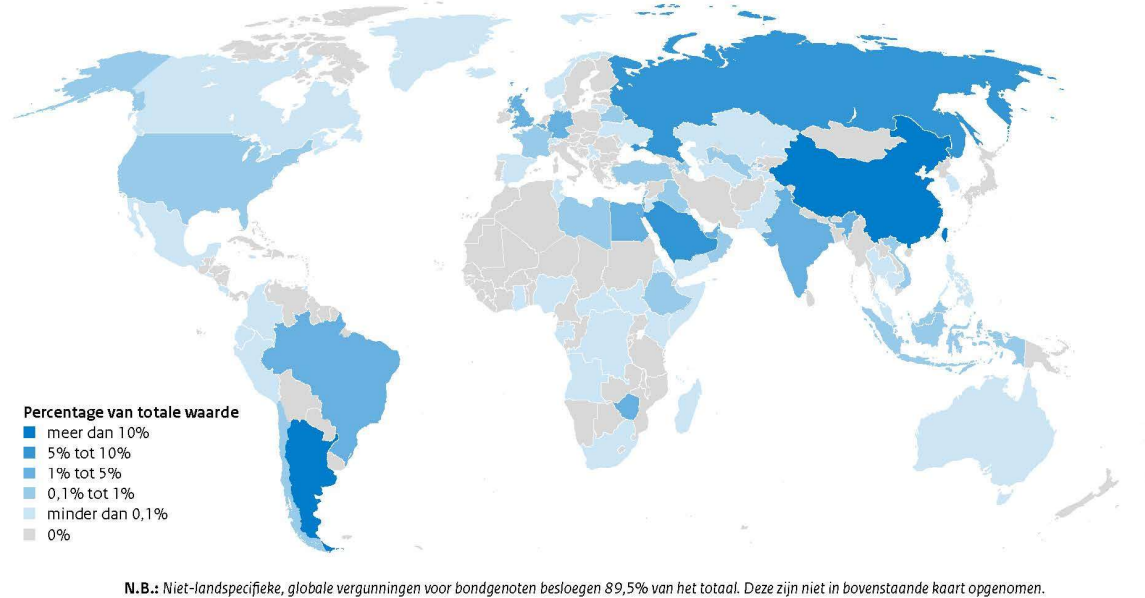 Percentage van totale waarde
meer dan 10%
5% tot 10%
1% tot 5%
0,1% tot 1%
minder dan 0,1%
0%
N.B.: Niet-landspecifieke, globale vergunningen voor bondgenoten besloegen 89,5% van het totaal. Deze zijn niet in bovenstaande kaart opgenomen.